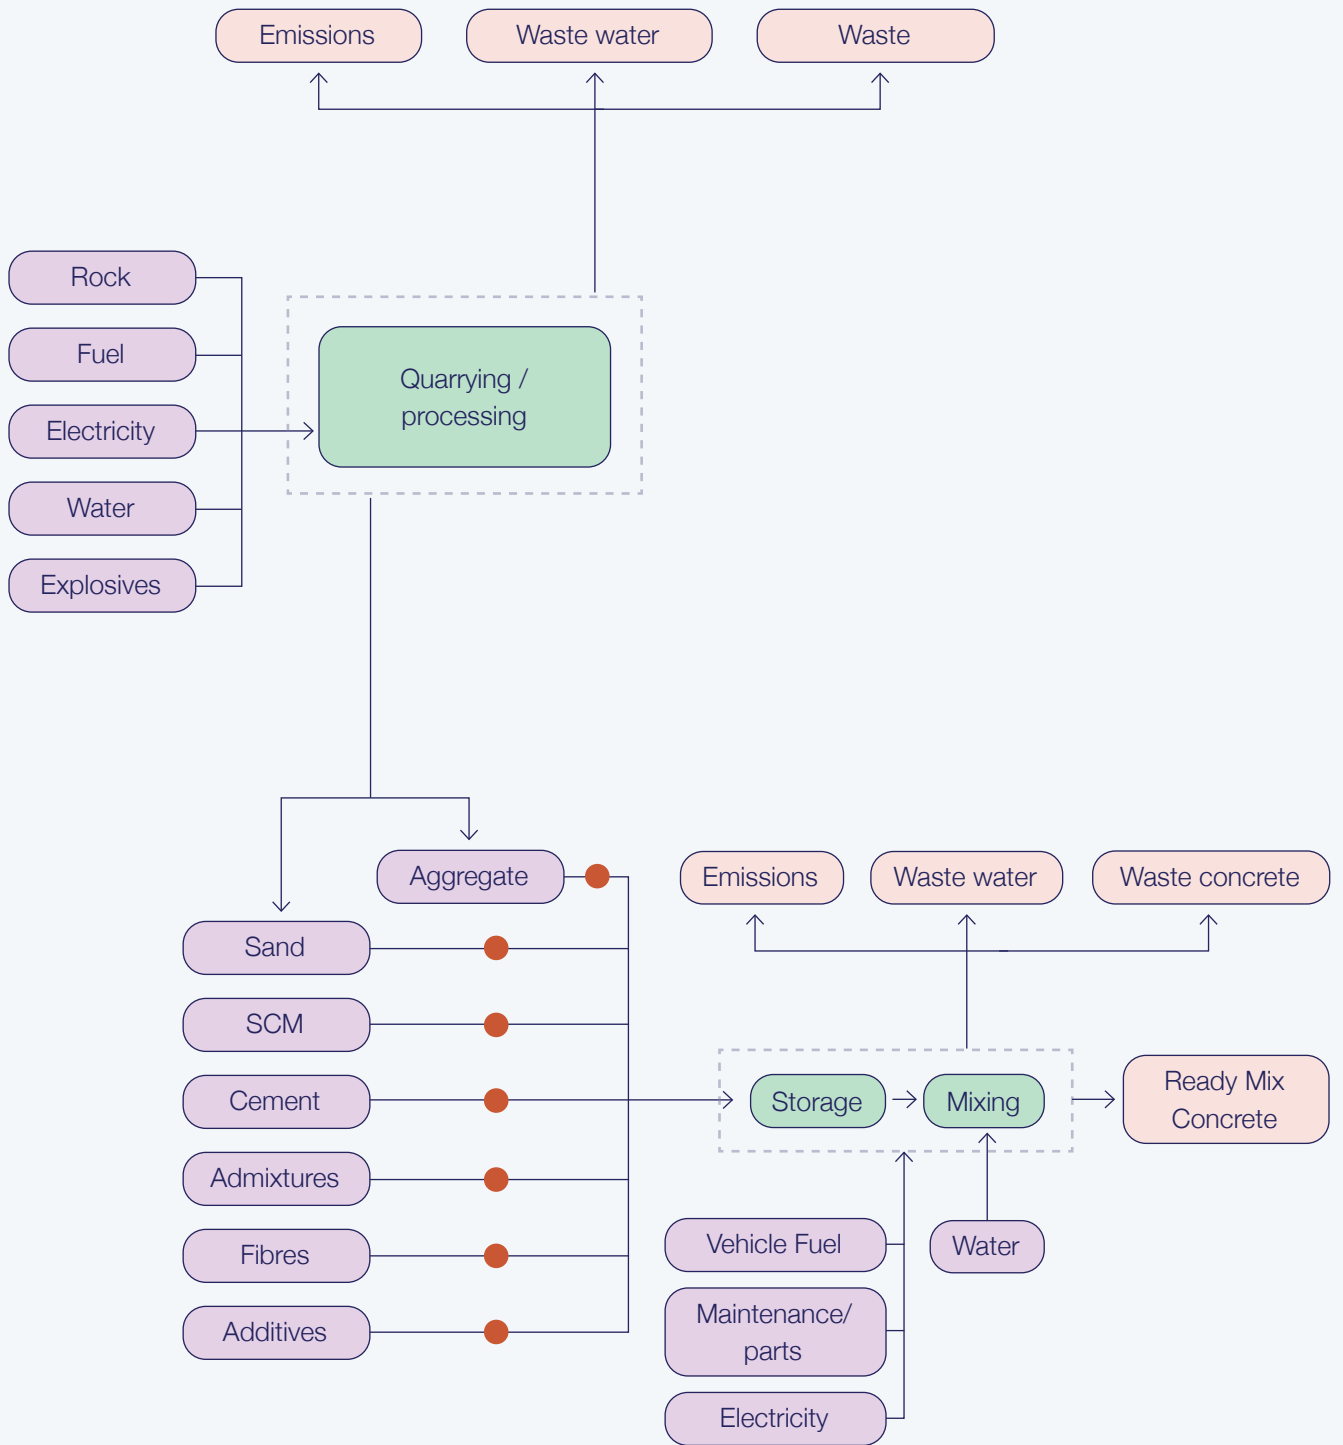 Emissions
Waste water
Waste
Rock
Fuel
Electricity
Water
Explosives
Quarrying /
processing
Aggregate
Sand
SCM
Cement
Admixtures
Fibres
Additives
Emissions
Waste water
Waste concrete
Storage
Mixing
Ready Mix
Concrete
Vehicle Fuel
Water
Maintenance/
parts
Electricity